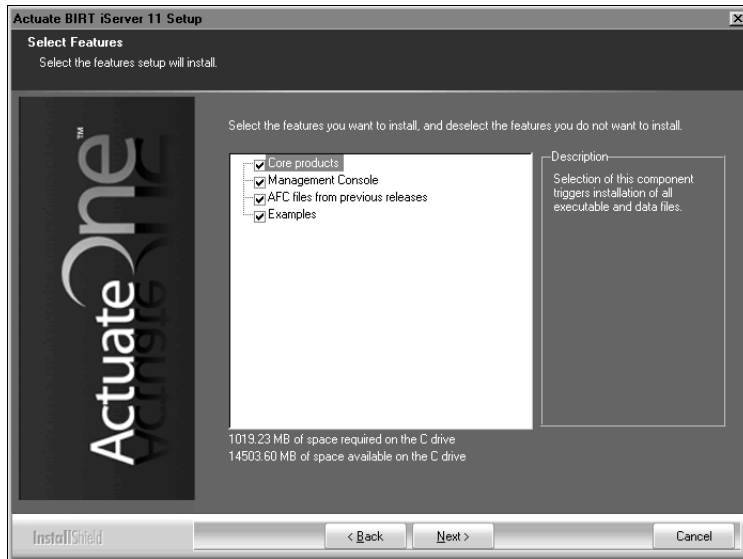 Actuate BIRT iServer 11 Setup
Select Features
Select the features setup will install.
Select the features you want to install, and deselect the features you do not want to install.
Core products
Management Console
AFC files from previous releases
Examples
Description
Selection of this component
triggers installation of all
executable and data files.
ActuateOne™
1019.23 MB of space required on the C drive
14503.60 MB of space available on the C drive
InstallShield
< Back
Next >
Cancel